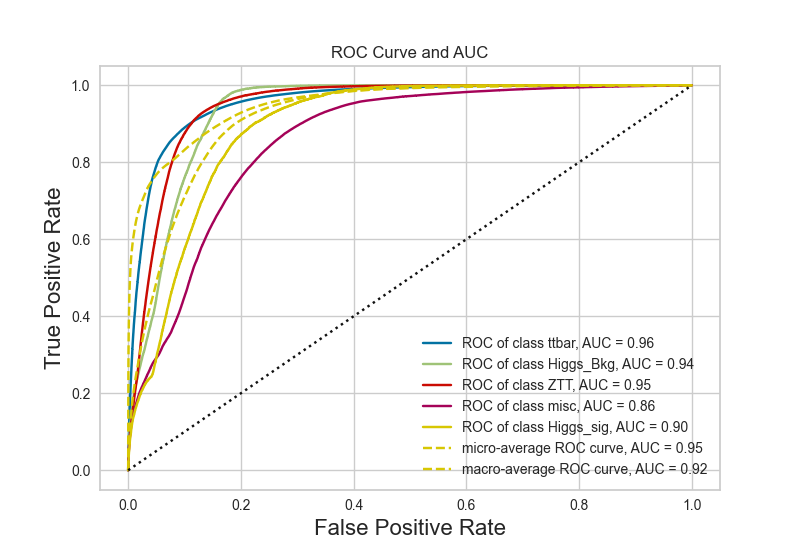 ROC Curve and AUC
True Positive Rate
1.0
0.8
0.6
0.4
0.2
0.0
ROC of class ttbar, AUC = 0.96
ROC of class Higgs_Bkg, AUC = 0.94
ROC of class ZTT, AUC = 0.95
ROC of class misc, AUC = 0.86
ROC of class Higgs_sig, AUC = 0.90
micro-average ROC curve, AUC = 0.95
macro-average ROC curve, AUC = 0.92
0.0 0.2 0.4 0.6 0.8 1.0
False Positive Rate